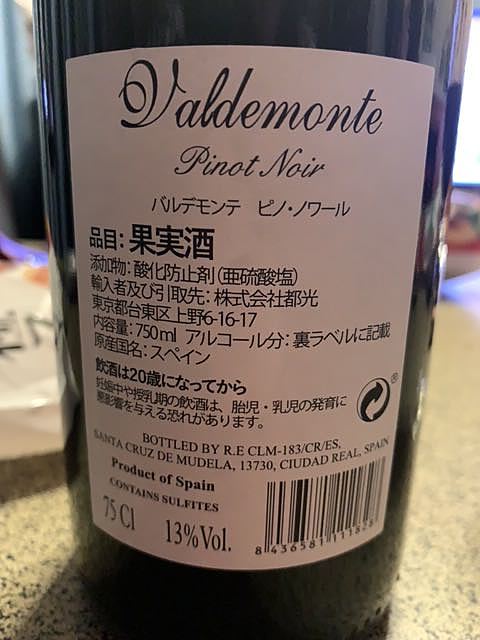 Valdemonte
Pinot Noir
バルデモンテ ピノ・ノワール
品目：果実酒
添加物：酸化防止剤（亜硫酸塩）
輸入者及び引取先：株式会社都光
東京都台東区上野6-16-17
内容量：750ml アルコール分：裏ラベルに記載
原産国名：スペイン
飲酒は20歳になってから
妊娠中や授乳期の飲酒は、胎児・乳児の発育に
悪影響を与える恐れがあります。
BOTTLED BY R.E CLM-183/CR/ES,
SANTA CRUZ DE MUDELA, 13730, CIUDAD REAL, SPAIN
Product of Spain
CONTAINS SULFITES
75 Cl 13% Vol.